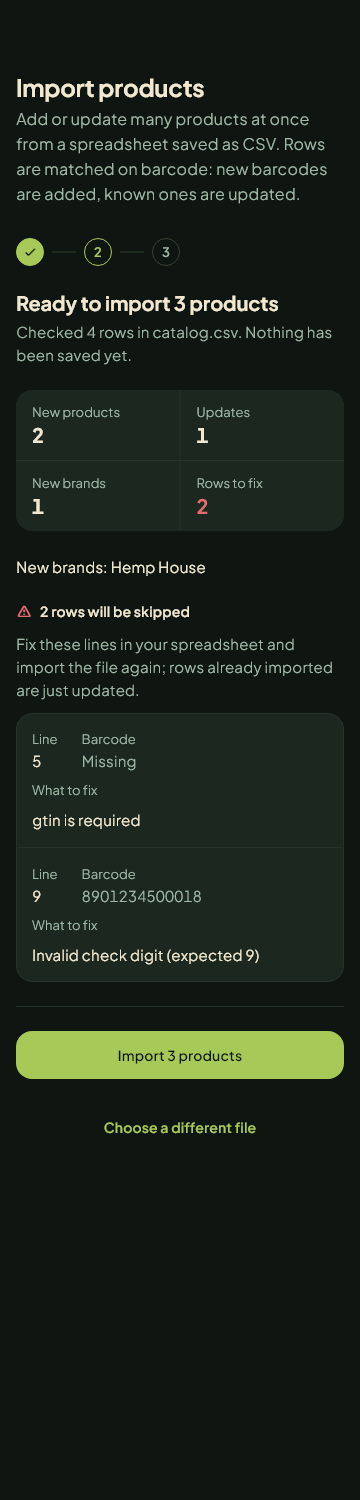 Import products
Add or update many products at once
from a spreadsheet saved as CSV. Rows
are matched on barcode: new barcodes
are added, known ones are updated.
2 3
Ready to import 3 products
Checked 4 rows in catalog.csv. Nothing has
been saved yet.
New products Updates
2 1
New brands Rows to fix
1 2
New brands: Hemp House
2 rows will be skipped
Fix these lines in your spreadsheet and
import the file again; rows already imported
are just updated.
Line Barcode
5 Missing
What to fix
gtin is required
Line Barcode
9 8901234500018
What to fix
Invalid check digit (expected 9)
Import 3 products
Choose a different file